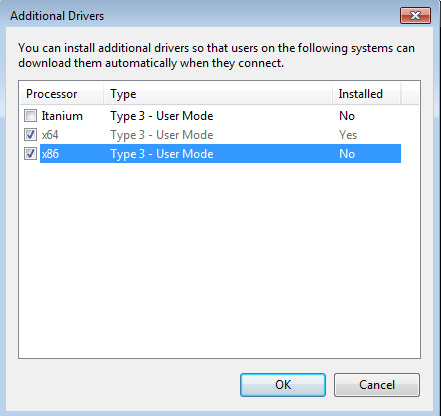 Additional Drivers
You can install additional drivers so that users on the following systems can
download them automatically when they connect.
Processor Type Installed
Itanium Type 3 - User Mode No
x64 Type 3 - User Mode Yes
x86 Type 3 - User Mode No
OK Cancel